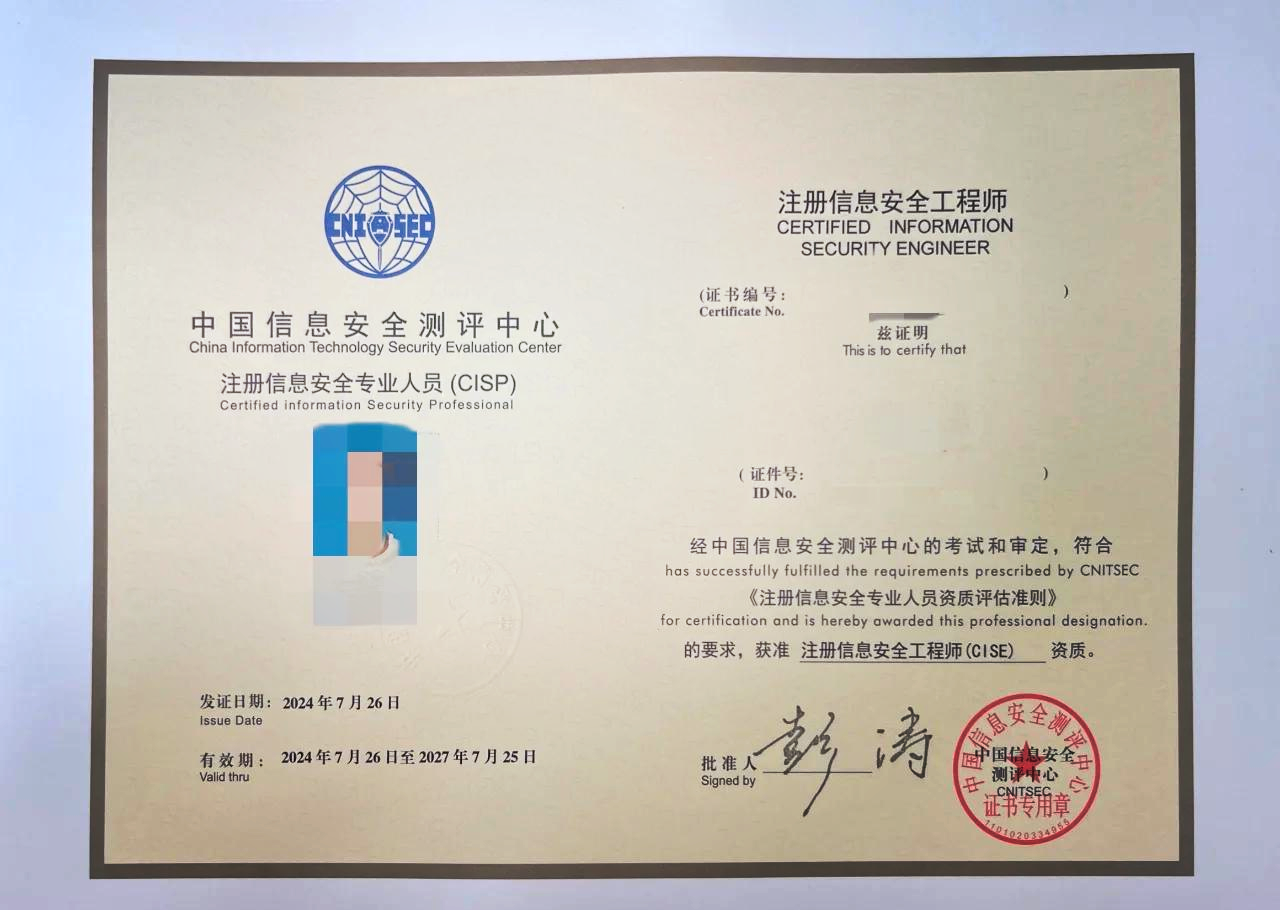 CNITSEC
中国信息安全测评中心
China Information Technology Security Evaluation Center
注册信息安全专业人员 (CISP)
Certified information Security Professional
发证日期：2024年7月26日
Issue Date
有效期：2024年7月26日至2027年7月25日
Valid thru
注册信息安全工程师
CERTIFIED INFORMATION
SECURITY ENGINEER
(证书编号： )
Certificate No.
兹证明
This is to certify that
( 证件号： )
ID No.
经中国信息安全测评中心的考试和审定，符合
has successfully fulfilled the requirements prescribed by CNITSEC
《注册信息安全专业人员资质评估准则》
for certification and is hereby awarded this professional designation.
的要求，获准 注册信息安全工程师(CISE) 资质。
批准人 彭涛
Signed by
中国信息安全测评中心
中国信息安全
测评中心
CNITSEC
证书专用章
1101020334955